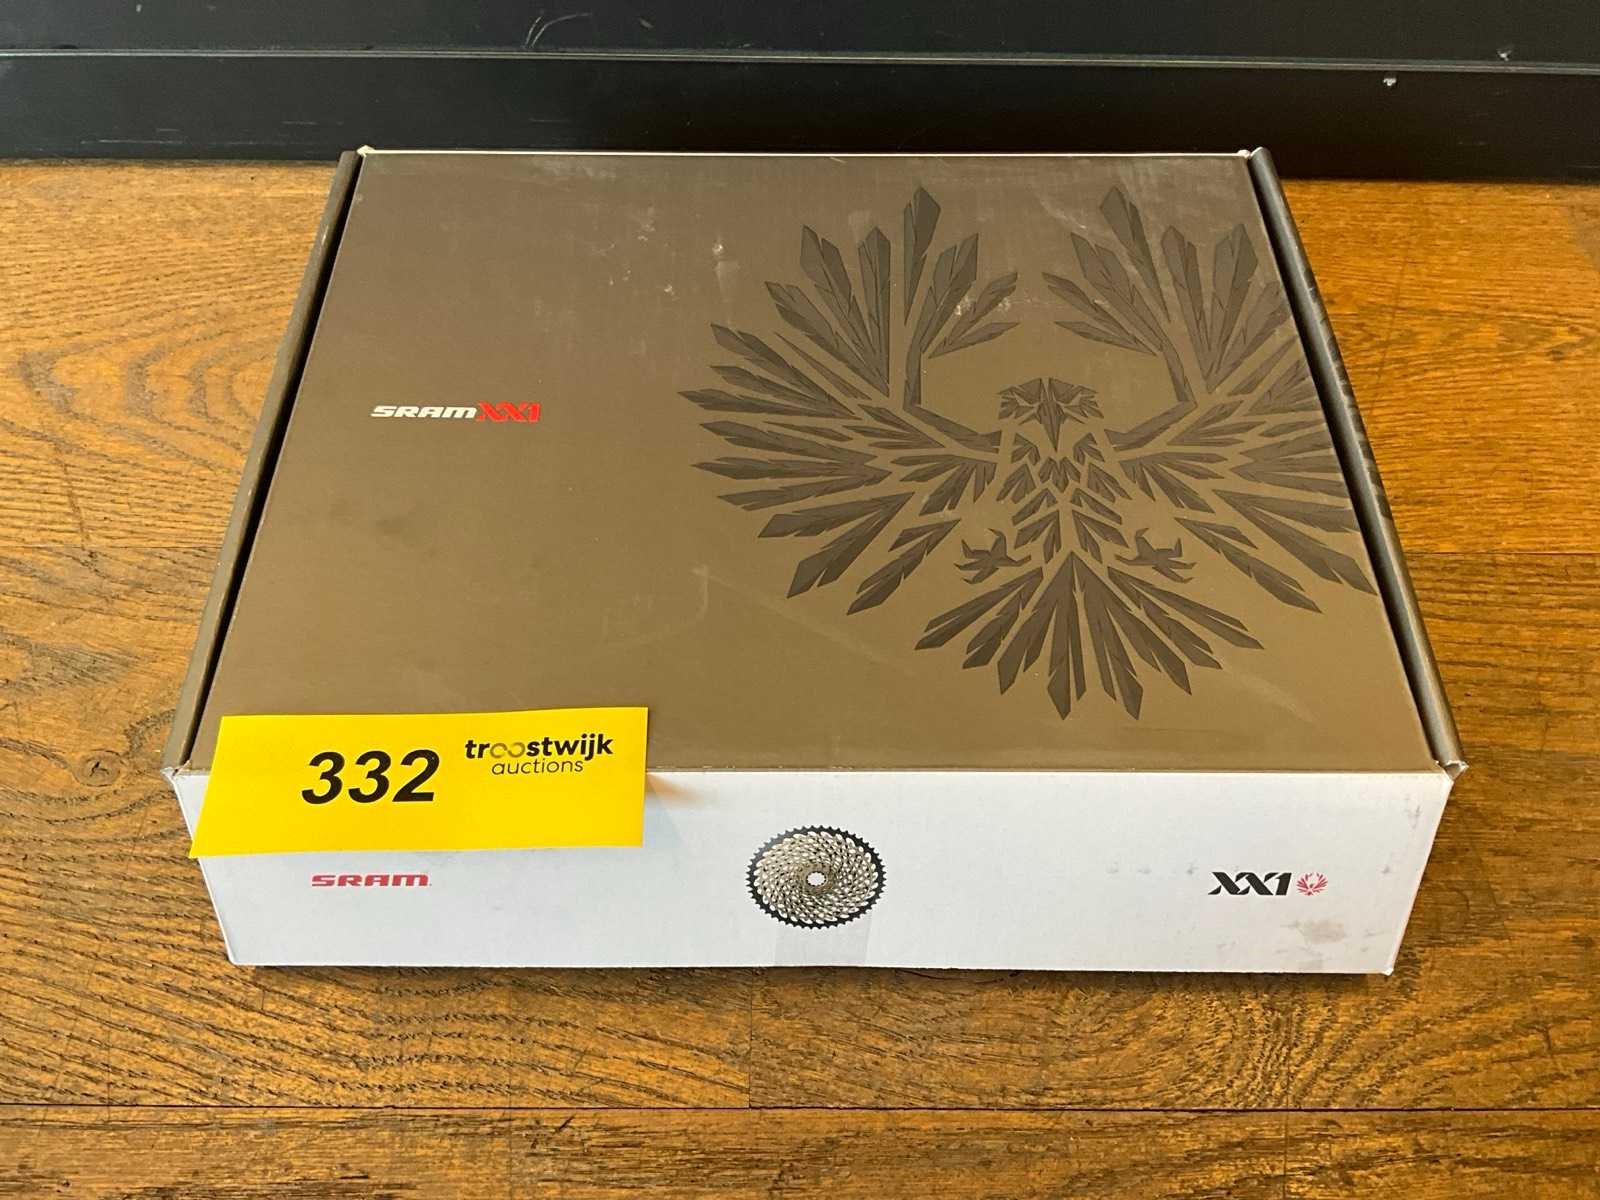 SRAM XX1
332
troostwijk
auctions
SRAM
XX1